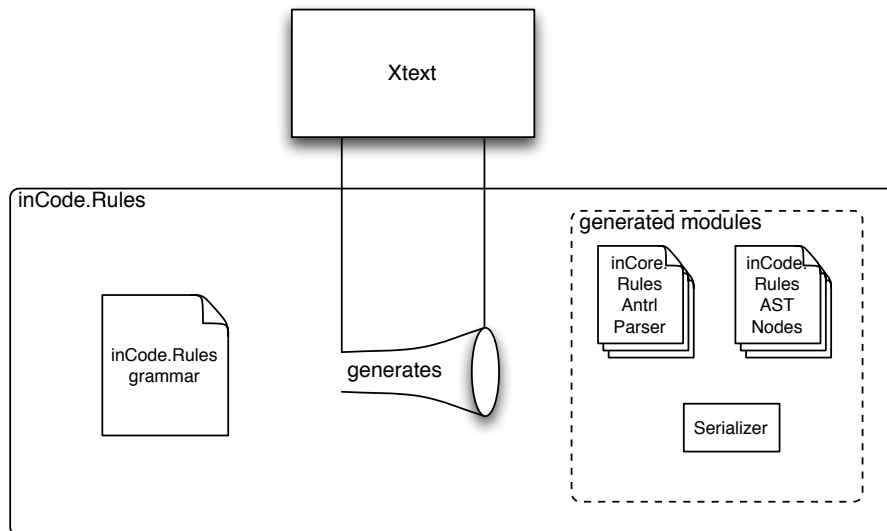 Xtext
inCode.Rules
generated modules
inCore.
Rules
Antrl
Parser
inCode.
Rules
AST
Nodes
inCode.Rules
grammar
generates
Serializer